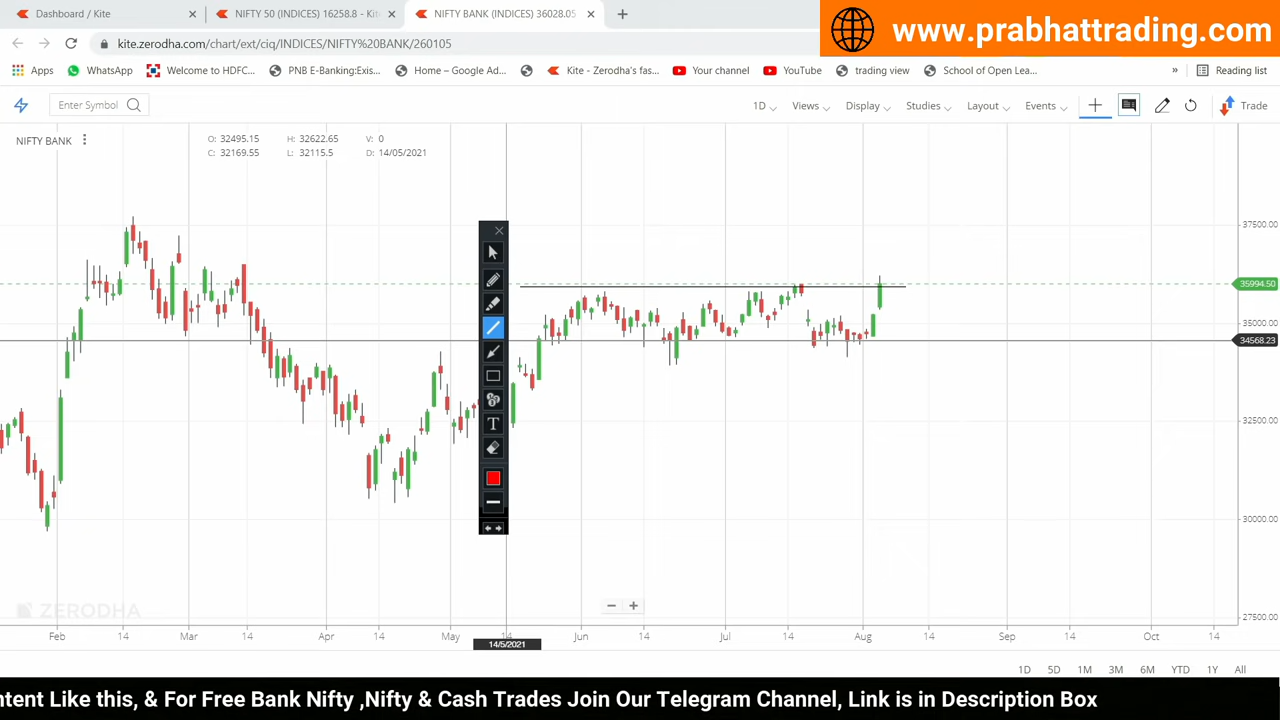 Dashboard / Kite
NIFTY 50 (INDICES) 16258.8 - Kite
NIFTY BANK (INDICES) 36028.05
www.prabhattrading.com
kite.zerodha.com/chart/ext/ciq/INDICES/NIFTY%20BANK/260105
Apps
WhatsApp
Welcome to HDFC...
PNB E-Banking:Exis...
Home – Google Ad...
Kite - Zerodha's fas...
Your channel
YouTube
trading view
School of Open Lea...
»
Reading list
Enter Symbol
1D
Views
Display
Studies
Layout
Events
Trade
NIFTY BANK
O: 32495.15 H: 32622.65 V: 0
C: 32169.55 L: 32115.5 D: 14/05/2021
37500.00
35994.50
35000.00
34568.23
32500.00
30000.00
27500.00
T
ZERODHA
Feb 14 Mar 14 Apr 14 May 14 Jun 14 Jul 14 Aug 14 Sep 14 Oct 14
14/5/2021
1D 5D 1M 3M 6M YTD 1Y All
ntent Like this, & For Free Bank Nifty ,Nifty & Cash Trades Join Our Telegram Channel, Link is in Description Box